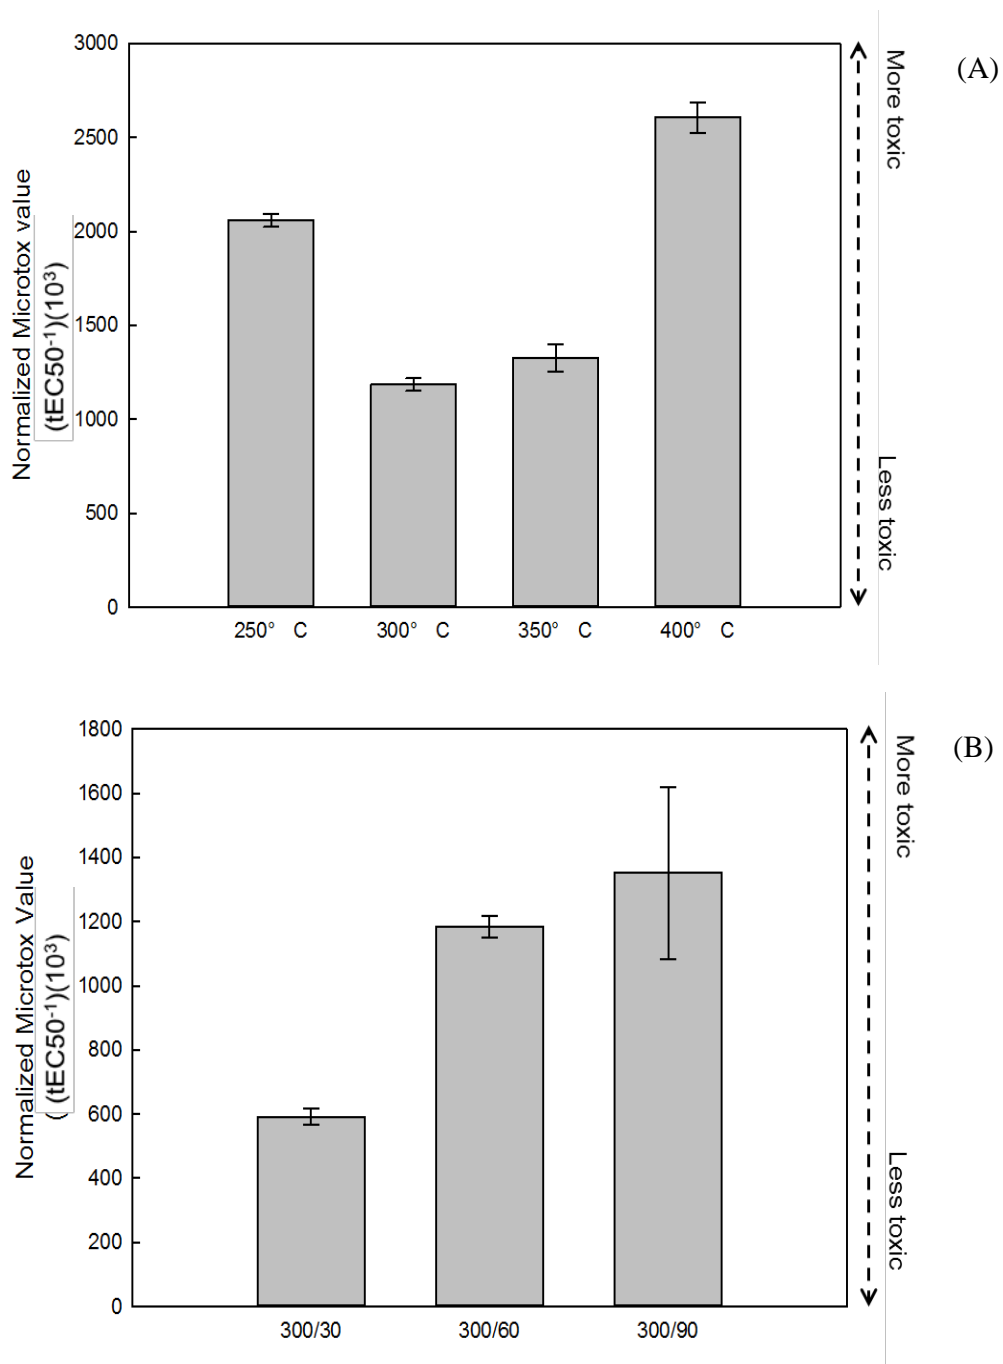 (A)
3000
2500
2000
1500
1000
500
0
Normalized Microtox value
(tEC50⁻¹)(10³)
250° C 300° C 350° C 400° C
More toxic
Less toxic
(B)
1800
1600
1400
1200
1000
800
600
400
200
0
Normalized Microtox Value
((tEC50⁻¹)(10³)
300/30 300/60 300/90
More toxic
Less toxic